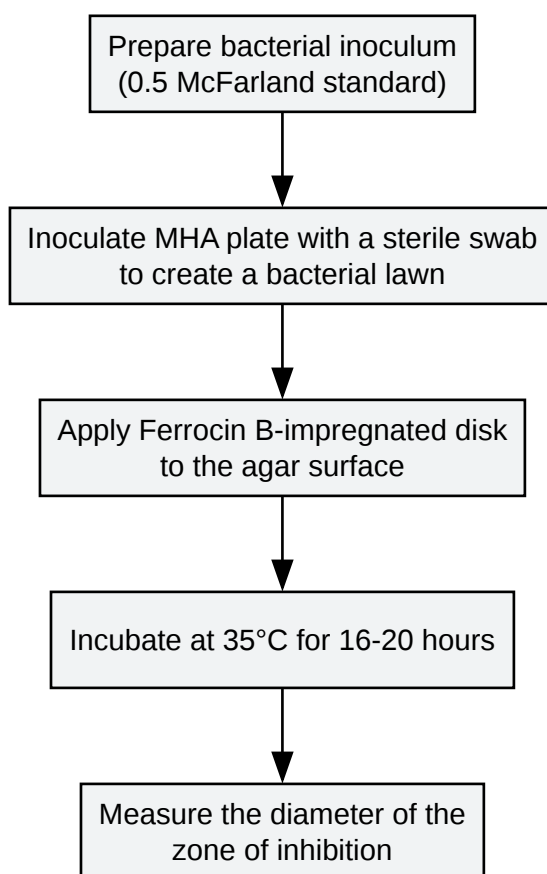 Prepare bacterial inoculum
(0.5 McFarland standard)
Inoculate MHA plate with a sterile swab
to create a bacterial lawn
Apply Ferrocin B-impregnated disk
to the agar surface
Incubate at 35°C for 16-20 hours
Measure the diameter of the
zone of inhibition